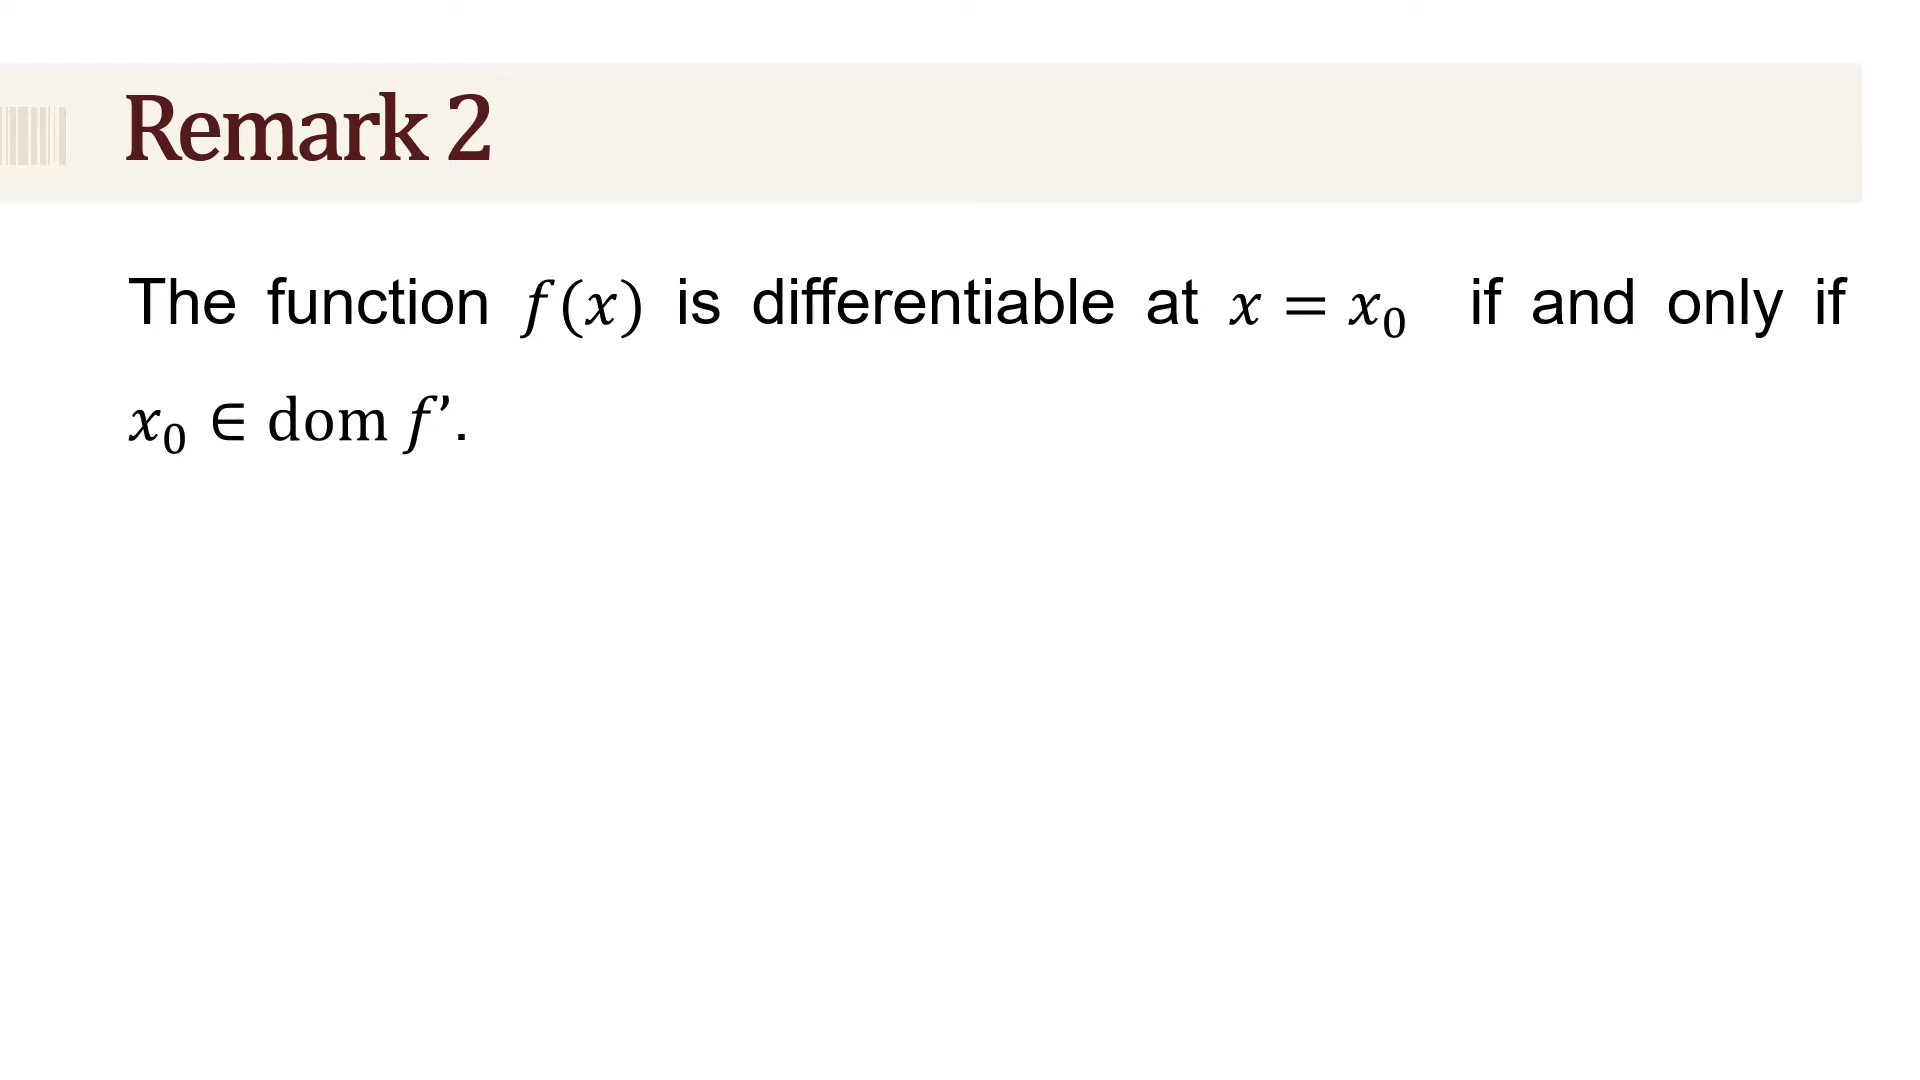 Remark 2
The function 𝑓(𝑥) is differentiable at 𝑥 = 𝑥₀ if and only if
𝑥₀ ∈ dom 𝑓’.